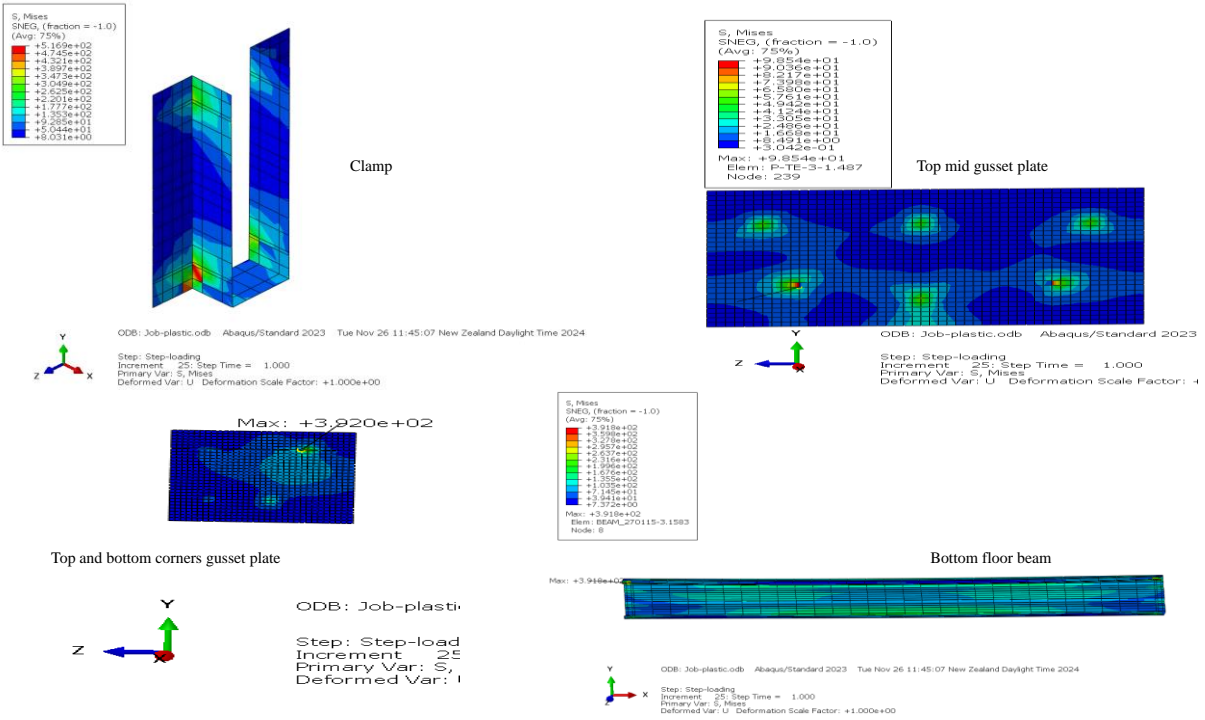 S, Mises
SNEG, (fraction = -1.0)
(Avg: 75%)
+5.169e+02
+4.745e+02
+4.321e+02
+3.897e+02
+3.473e+02
+3.049e+02
+2.625e+02
+2.201e+02
+1.777e+02
+1.353e+02
+9.285e+01
+5.044e+01
+8.031e+00
Clamp
Y
Z
X
ODB: Job-plastic.odb Abaqus/Standard 2023 Tue Nov 26 11:45:07 New Zealand Daylight Time 2024
Step: Step-loading
Increment 25: Step Time = 1.000
Primary Var: S, Mises
Deformed Var: U Deformation Scale Factor: +1.000e+00
S, Mises
SNEG, (fraction = -1.0)
(Avg: 75%)
+9.854e+01
+9.036e+01
+8.217e+01
+7.398e+01
+6.580e+01
+5.761e+01
+4.942e+01
+4.124e+01
+3.305e+01
+2.486e+01
+1.668e+01
+8.491e+00
+3.042e-01
Max: +9.854e+01
Elem: P-TE-3-1.487
Node: 239
Top mid gusset plate
Y
Z
X
ODB: Job-plastic.odb Abaqus/Standard 2023
Step: Step-loading
Increment 25: Step Time = 1.000
Primary Var: S, Mises
Deformed Var: U Deformation Scale Factor: +
Max: +3.920e+02
Top and bottom corners gusset plate
Y
Z
X
ODB: Job-plasti
Step: Step-load
Increment 25
Primary Var: S,
Deformed Var:
S, Mises
SNEG, (fraction = -1.0)
(Avg: 75%)
+3.918e+02
+3.598e+02
+3.278e+02
+2.957e+02
+2.637e+02
+2.316e+02
+1.996e+02
+1.676e+02
+1.355e+02
+1.035e+02
+7.145e+01
+3.941e+01
+7.372e+00
Max: +3.918e+02
Elem: BEAM_270115-3.1583
Node: 8
Bottom floor beam
Max: +3.918e+02
Y
Z
X
ODB: Job-plastic.odb Abaqus/Standard 2023 Tue Nov 26 11:45:07 New Zealand Daylight Time 2024
Step: Step-loading
Increment 25: Step Time = 1.000
Primary Var: S, Mises
Deformed Var: U Deformation Scale Factor: +1.000e+00